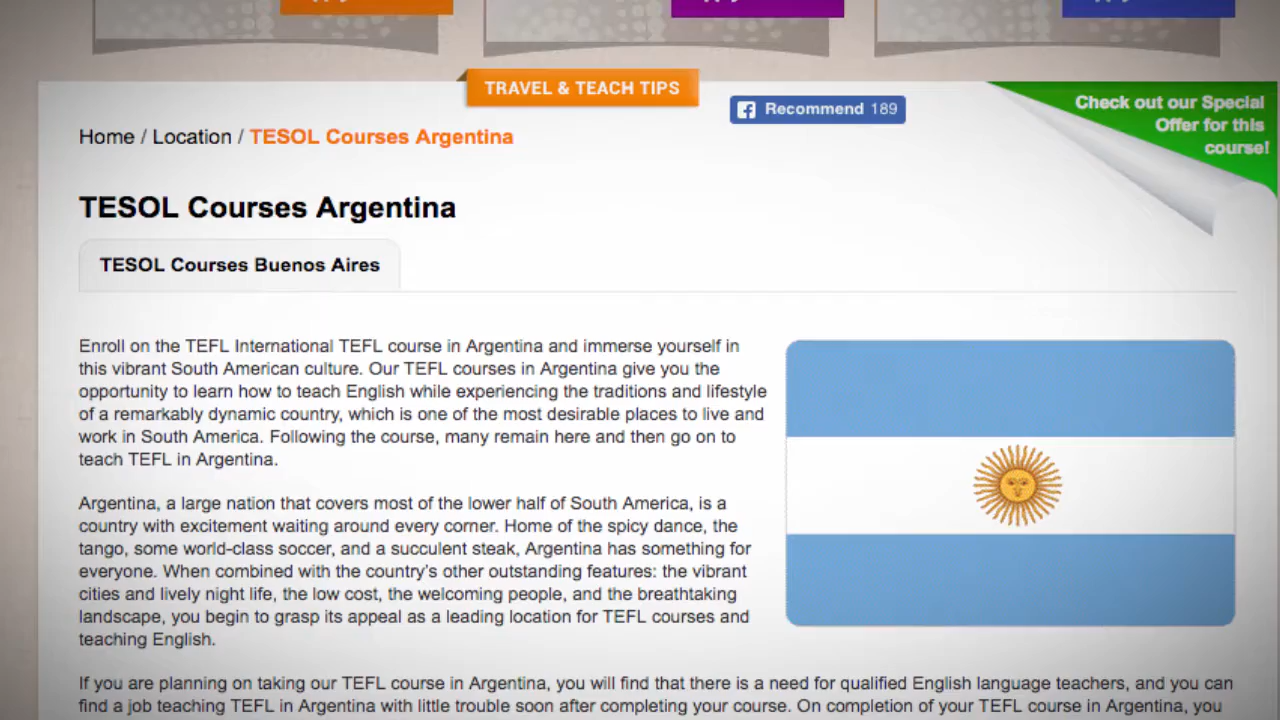 TRAVEL & TEACH TIPS
Recommend 189
Check out our Special
Offer for this
course!
Home / Location / TESOL Courses Argentina
TESOL Courses Argentina
TESOL Courses Buenos Aires
Enroll on the TEFL International TEFL course in Argentina and immerse yourself in
this vibrant South American culture. Our TEFL courses in Argentina give you the
opportunity to learn how to teach English while experiencing the traditions and lifestyle
of a remarkably dynamic country, which is one of the most desirable places to live and
work in South America. Following the course, many remain here and then go on to
teach TEFL in Argentina.
Argentina, a large nation that covers most of the lower half of South America, is a
country with excitement waiting around every corner. Home of the spicy dance, the
tango, some world-class soccer, and a succulent steak, Argentina has something for
everyone. When combined with the country's other outstanding features: the vibrant
cities and lively night life, the low cost, the welcoming people, and the breathtaking
landscape, you begin to grasp its appeal as a leading location for TEFL courses and
teaching English.
If you are planning on taking our TEFL course in Argentina, you will find that there is a need for qualified English language teachers, and you can
find a job teaching TEFL in Argentina with little trouble soon after completing your course. On completion of your TEFL course in Argentina, you